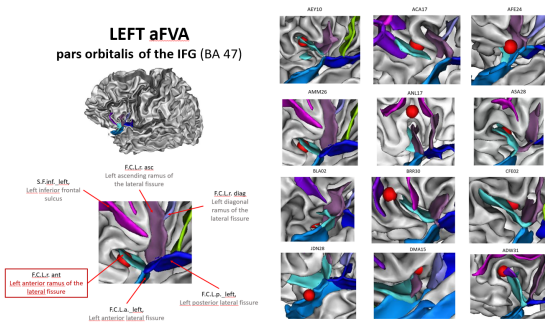 LEFT aFVA
pars orbitalis of the IFG (BA 47)
F.C.L.r. asc
Left ascending ramus of
the lateral fissure
S.F.inf._left,
Left inferior frontal
sulcus
F.C.L.r. diag
Left diagonal
ramus of the
lateral fissure
F.C.L.r. ant
Left anterior ramus of the
lateral fissure
F.C.L.a._left,
Left anterior lateral fissure
F.C.L.p._left,
Left posterior lateral fissure
AEY10
ACA17
AFE24
AMM26
ANL17
ASA28
BLA02
BRR30
CFE02
JDN28
DMA15
ADW31